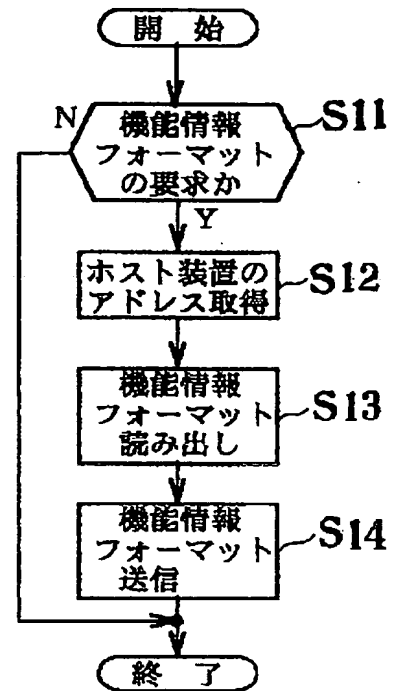 開 始
N
機能情報
フォーマット
の要求か
S11
Y
ホスト装置の
アドレス取得
S12
機能情報
フォーマット
読み出し
S13
機能情報
フォーマット
送信
S14
終 了